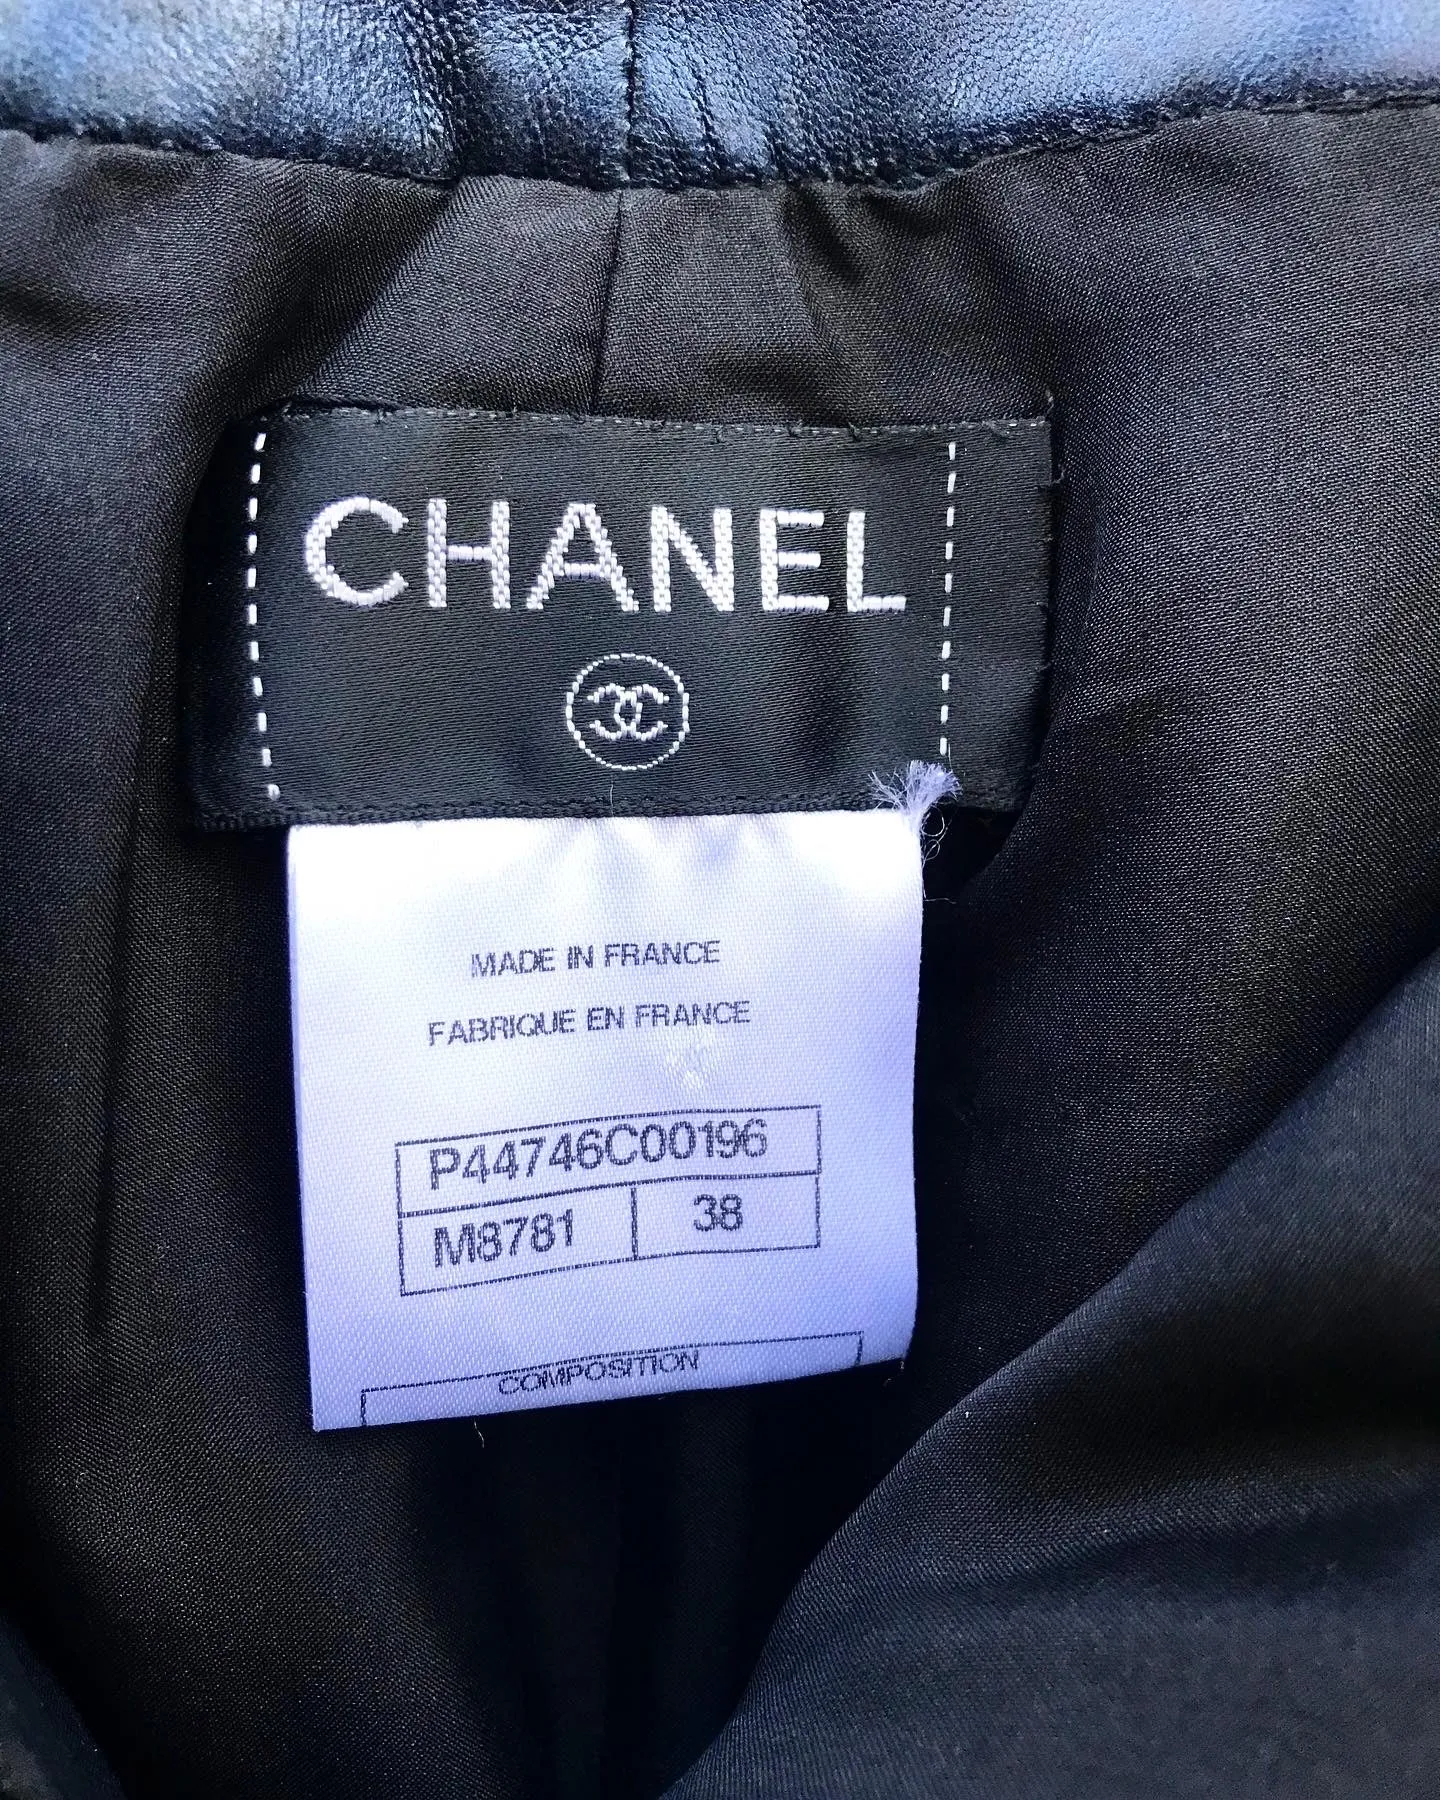 CHANEL
MADE IN FRANCE
FABRIQUE EN FRANCE
P44746C00196
M8781 38
COMPOSITION